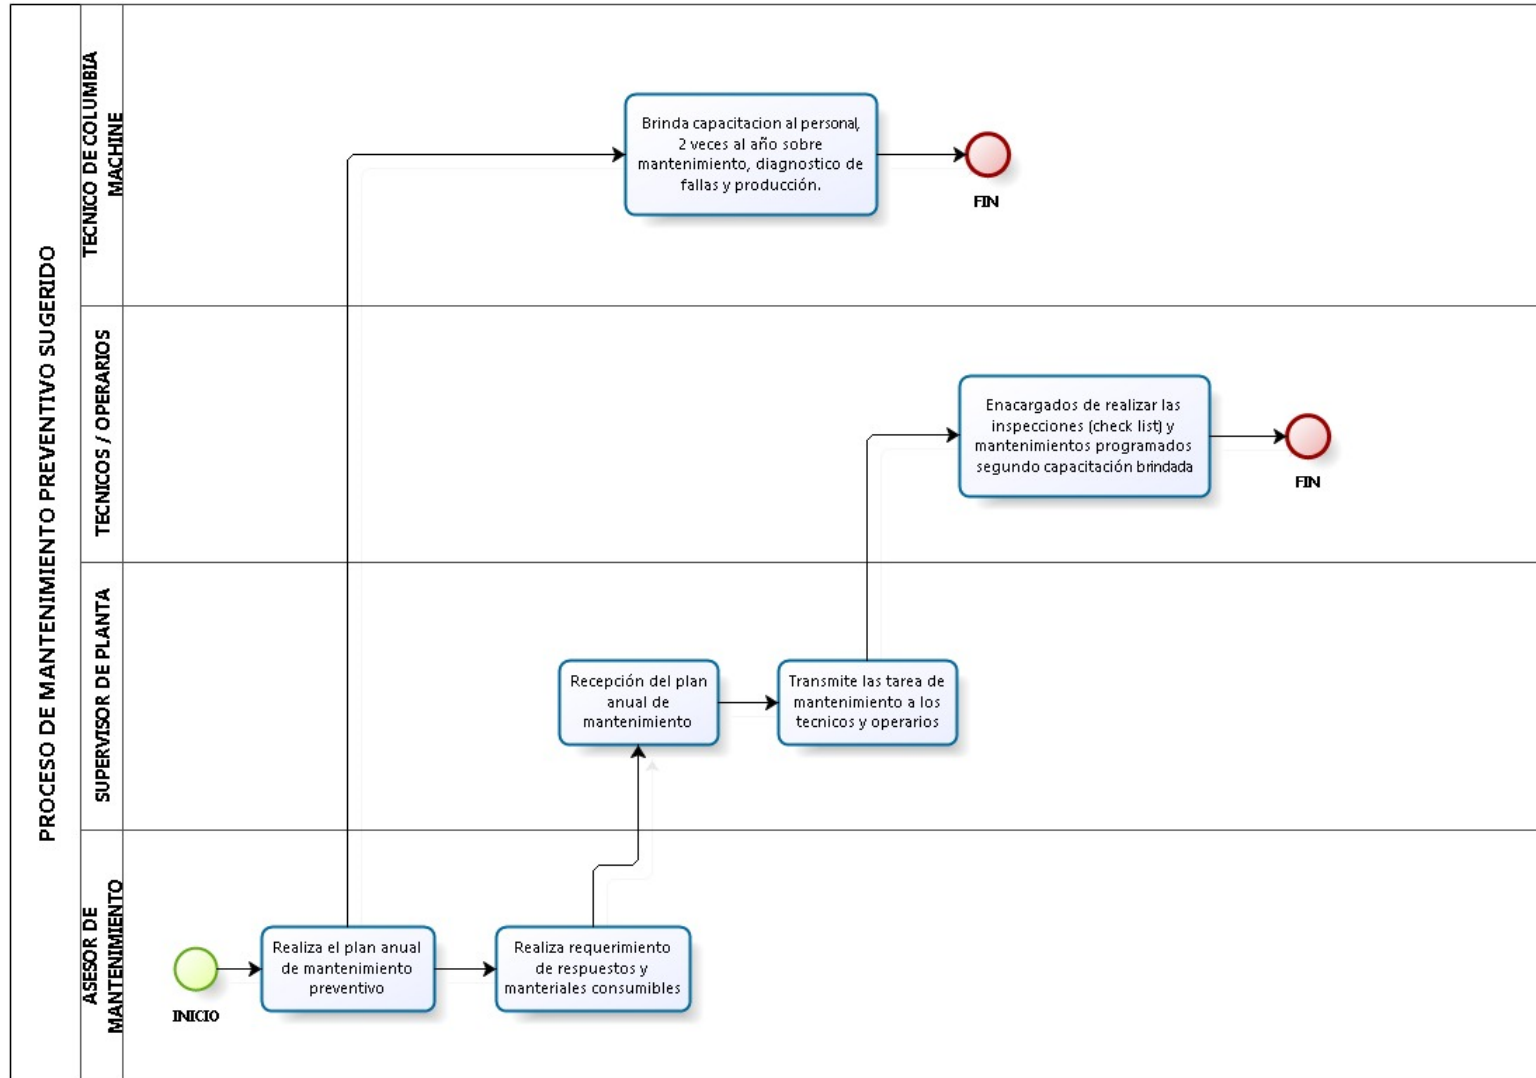 PROCESO DE MANTENIMIENTO PREVENTIVO SUGERIDO
TECNICO DE COLUMBIA
MACHINE
Brinda capacitacion al personal,
2 veces al año sobre
mantenimiento, diagnostico de
fallas y producción.
FIN
TECNICOS / OPERARIOS
Enacargados de realizar las
inspecciones (check list) y
mantenimientos programados
segundo capacitación brindada
FIN
SUPERVISOR DE PLANTA
Recepción del plan
anual de
mantenimiento
Transmite las tarea de
mantenimiento a los
tecnicos y operarios
ASESOR DE
MANTENIMIENTO
INICIO
Realiza el plan anual
de mantenimiento
preventivo
Realiza requerimiento
de respuestos y
manteriales consumibles